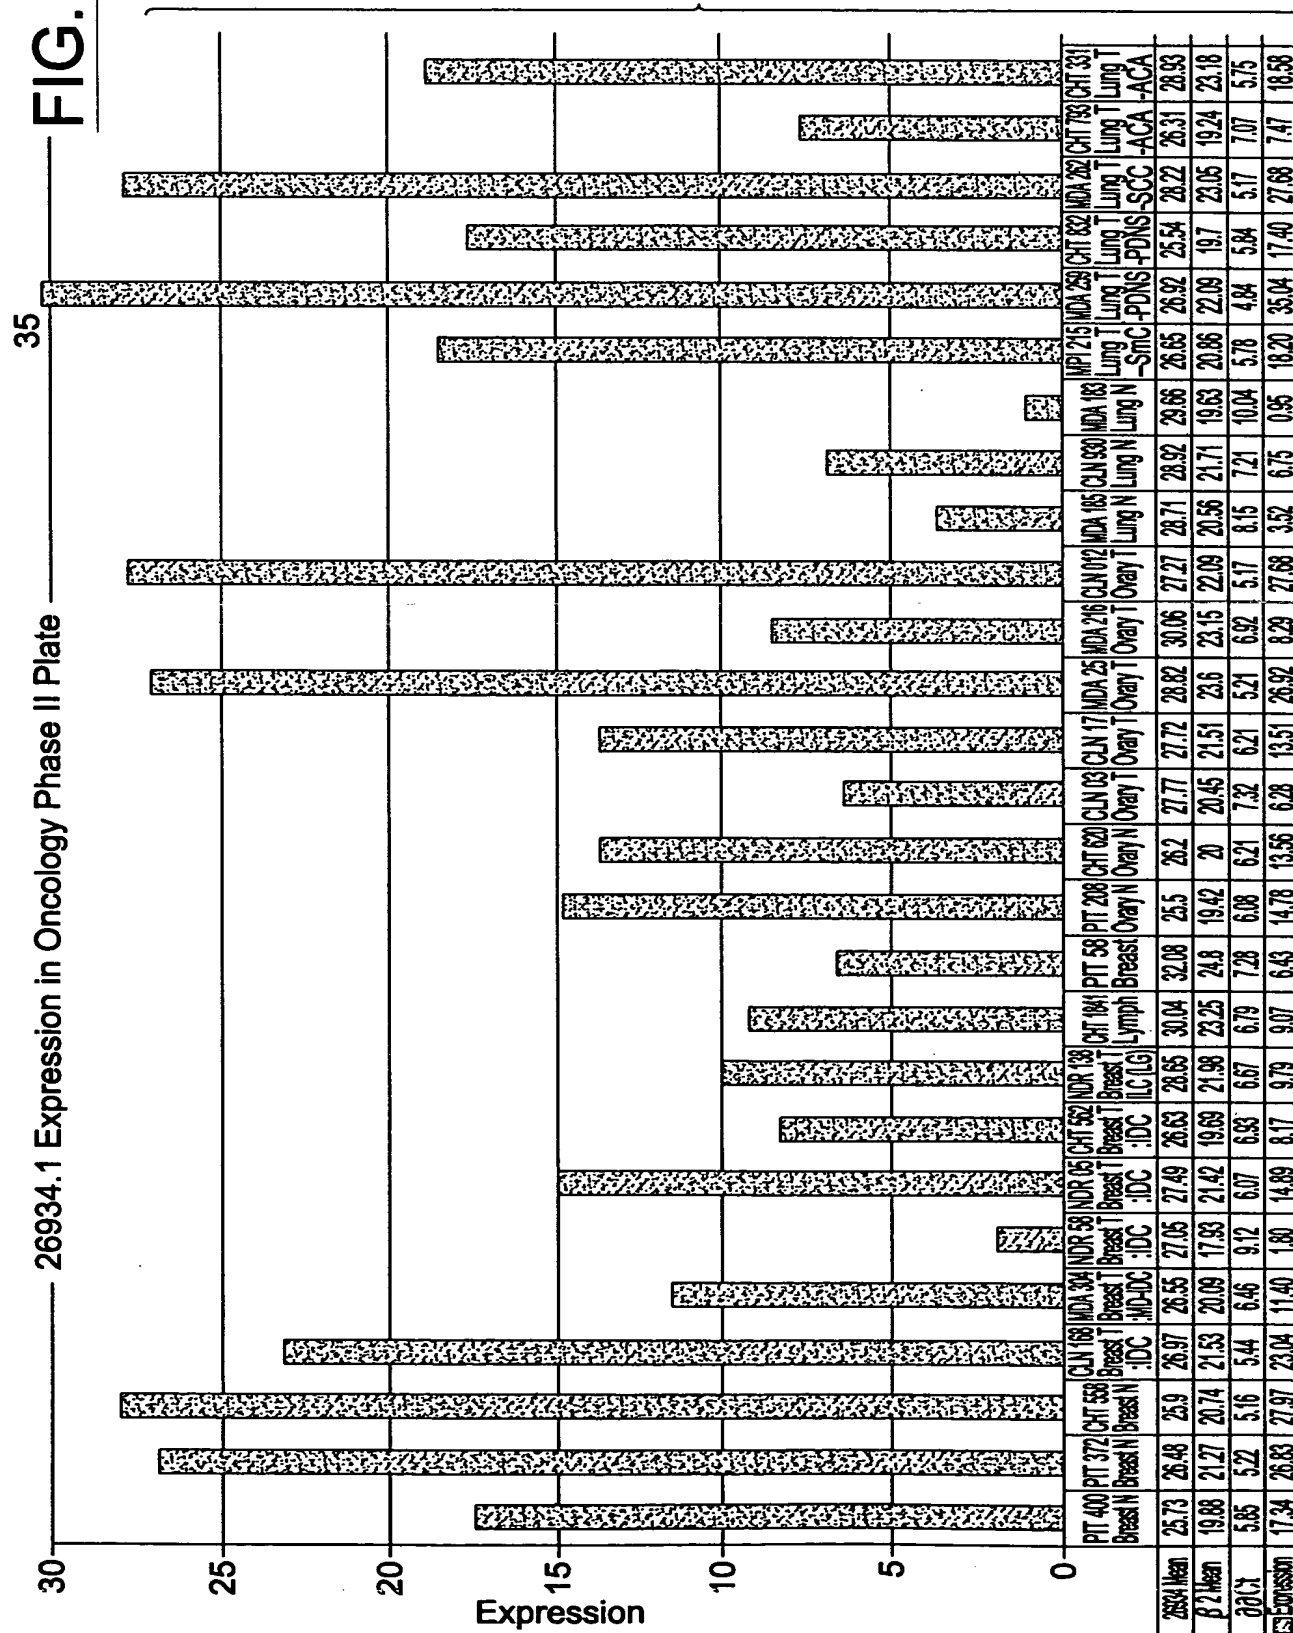 FIG.
26934.1 Expression in Oncology Phase II Plate
35
30
25
20
15
10
5
0
Expression
PIT 400 PIT 372 CHT 558 CLN 168 MDA 304 NDR 58 NDR 05 CHT 562 NDR 138 CHT 1841 PIT 58 PIT 208 CHT 620 CLN 03 CLN 17 MDA 25 MDA 216 CLN 012 MDA 185 CLN 930 MDA 183 MPI 215 MDA 259 CHT 832 MDA 262 CHT 793 CHT 331
Breast N Breast N Breast N Breast T Breast T Breast T Breast T Breast T Breast T Lymph Breast Ovary N Ovary N Ovary T Ovary T Ovary T Ovary T Ovary T Lung N Lung N Lung N Lung T Lung T Lung T Lung T Lung T Lung T
:IDC :MD-IDC :IDC :IDC :IDC ILC (LG) -SmC -PDNS -PDNS -SCC -ACA -ACA
26934 Mean 25.73 26.48 25.9 26.97 26.55 27.05 27.49 26.63 28.65 30.04 32.08 25.5 26.2 27.77 27.72 28.82 30.06 27.27 28.71 28.92 29.66 26.65 26.92 25.54 28.22 26.31 28.93
β 2 Mean 19.88 21.27 20.74 21.53 20.09 17.93 21.42 19.69 21.98 23.25 24.8 19.42 20 20.45 21.51 23.6 23.15 22.09 20.56 21.71 19.63 20.86 22.09 19.7 23.05 19.24 23.18
∂∂Ct 5.85 5.22 5.16 5.44 6.46 9.12 6.07 6.93 6.67 6.79 7.28 6.08 6.21 7.32 6.21 5.21 6.92 5.17 8.15 7.21 10.04 5.78 4.84 5.84 5.17 7.07 5.75
Expression 17.34 26.83 27.97 23.04 11.40 1.80 14.89 8.17 9.79 9.07 6.43 14.78 13.56 6.28 13.51 26.92 8.29 27.68 3.52 6.75 0.95 18.20 35.04 17.40 27.68 7.47 18.58